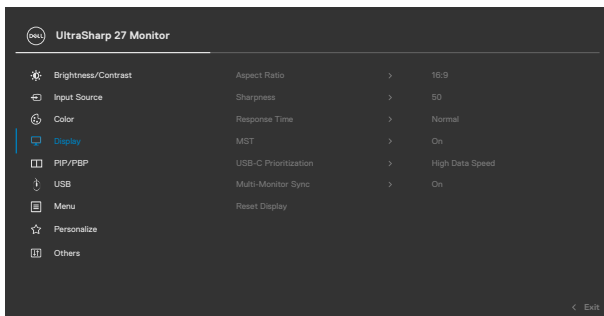 DELL UltraSharp 27 Monitor
Brightness/Contrast Aspect Ratio > 16:9
Input Source Sharpness > 50
Color Response Time > Normal
Display MST > On
PIP/PBP USB-C Prioritization > High Data Speed
USB Multi-Monitor Sync > On
Menu Reset Display
Personalize
Others
< Exit